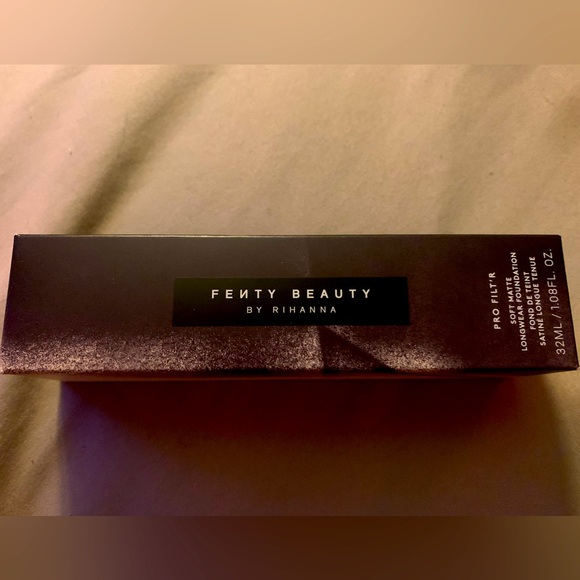 FEИTY BEAUTY
BY RIHANNA
PRO FILT'R
SOFT MATTE
LONGWEAR FOUNDATION
FOND DE TEINT
SATINÉ LONGUE TENUE
32ML / 1.08FL. OZ.